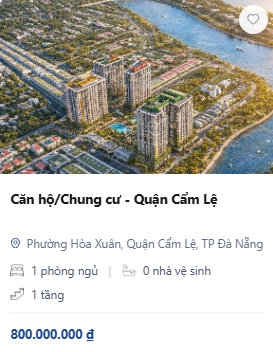 Căn hộ/Chung cư - Quận Cẩm Lệ
Phường Hòa Xuân, Quận Cẩm Lệ, TP Đà Nẵng
1 phòng ngủ | 0 nhà vệ sinh
1 tầng
800.000.000 ₫